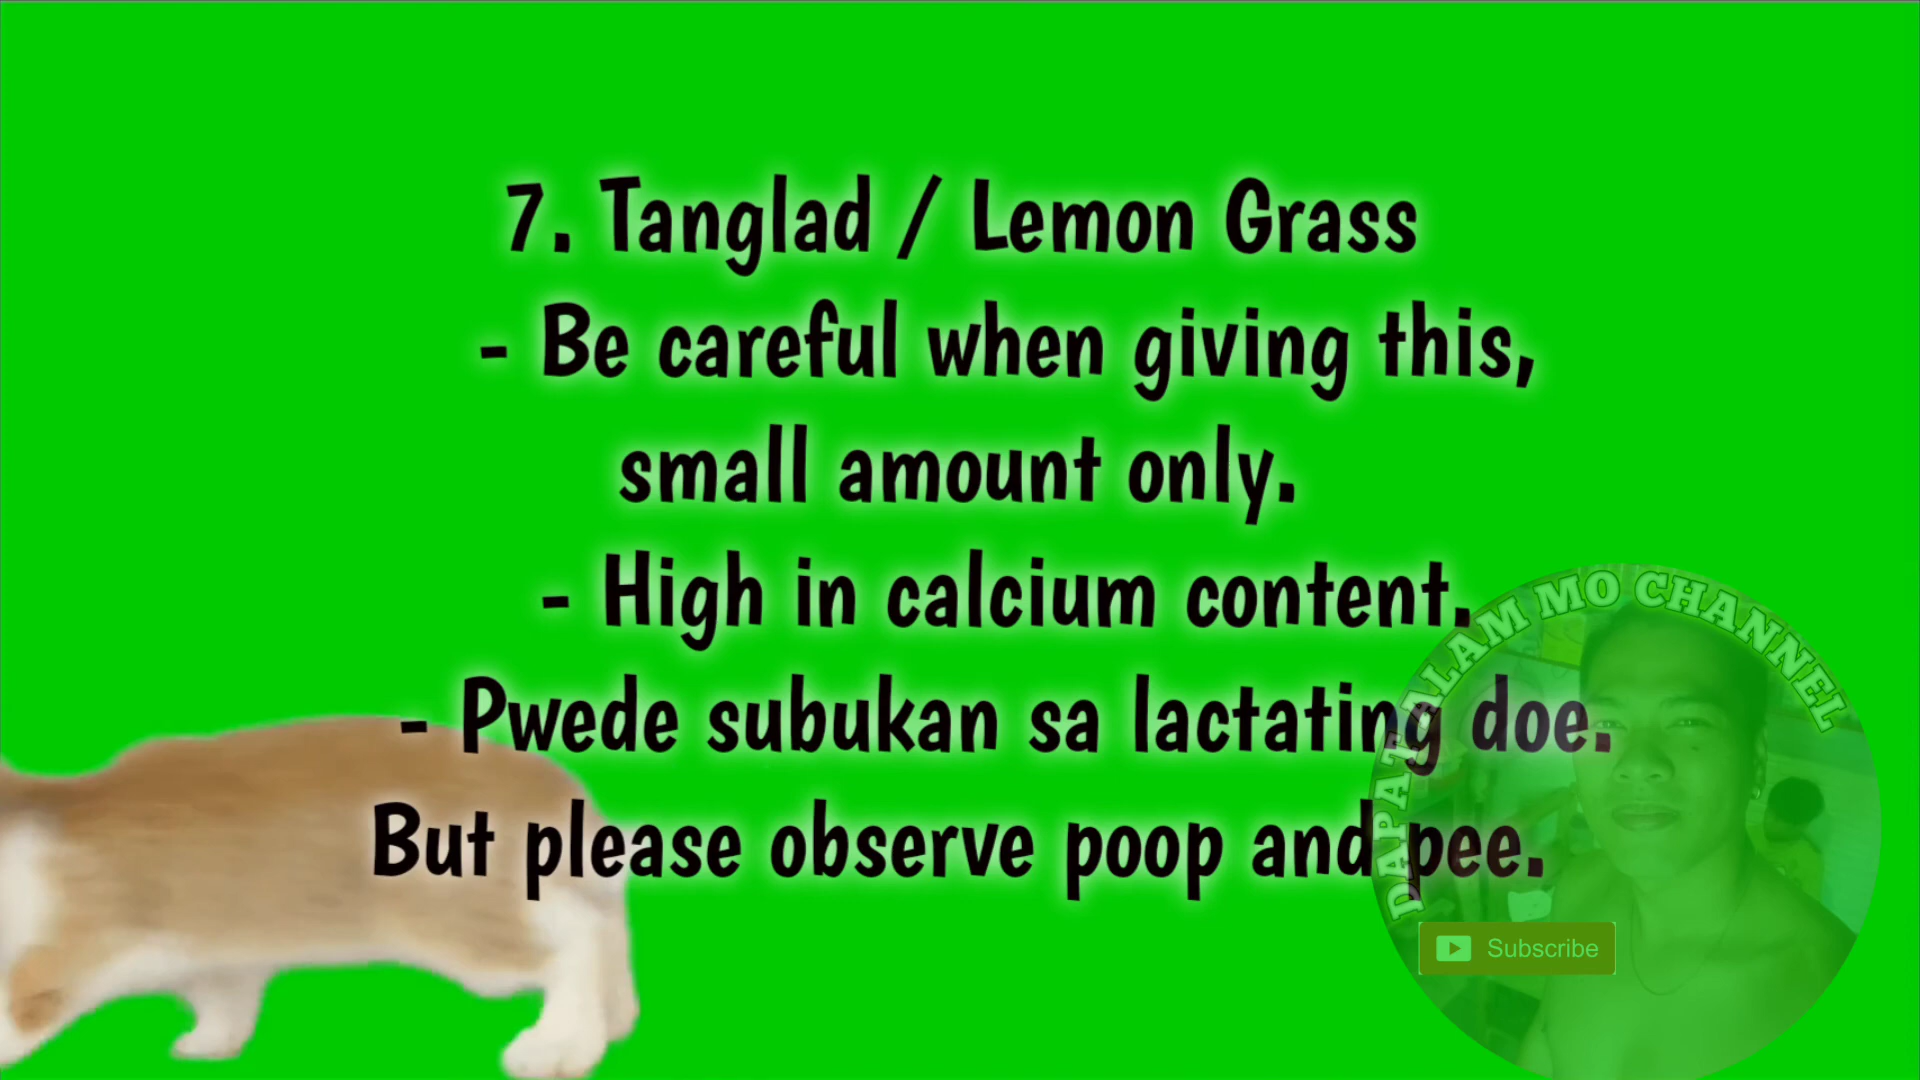 7. Tanglad / Lemon Grass
- Be careful when giving this,
small amount only.
- High in calcium content.
- Pwede subukan sa lactating doe.
But please observe poop and pee.
DAPAT ALAM MO CHANNEL
Subscribe